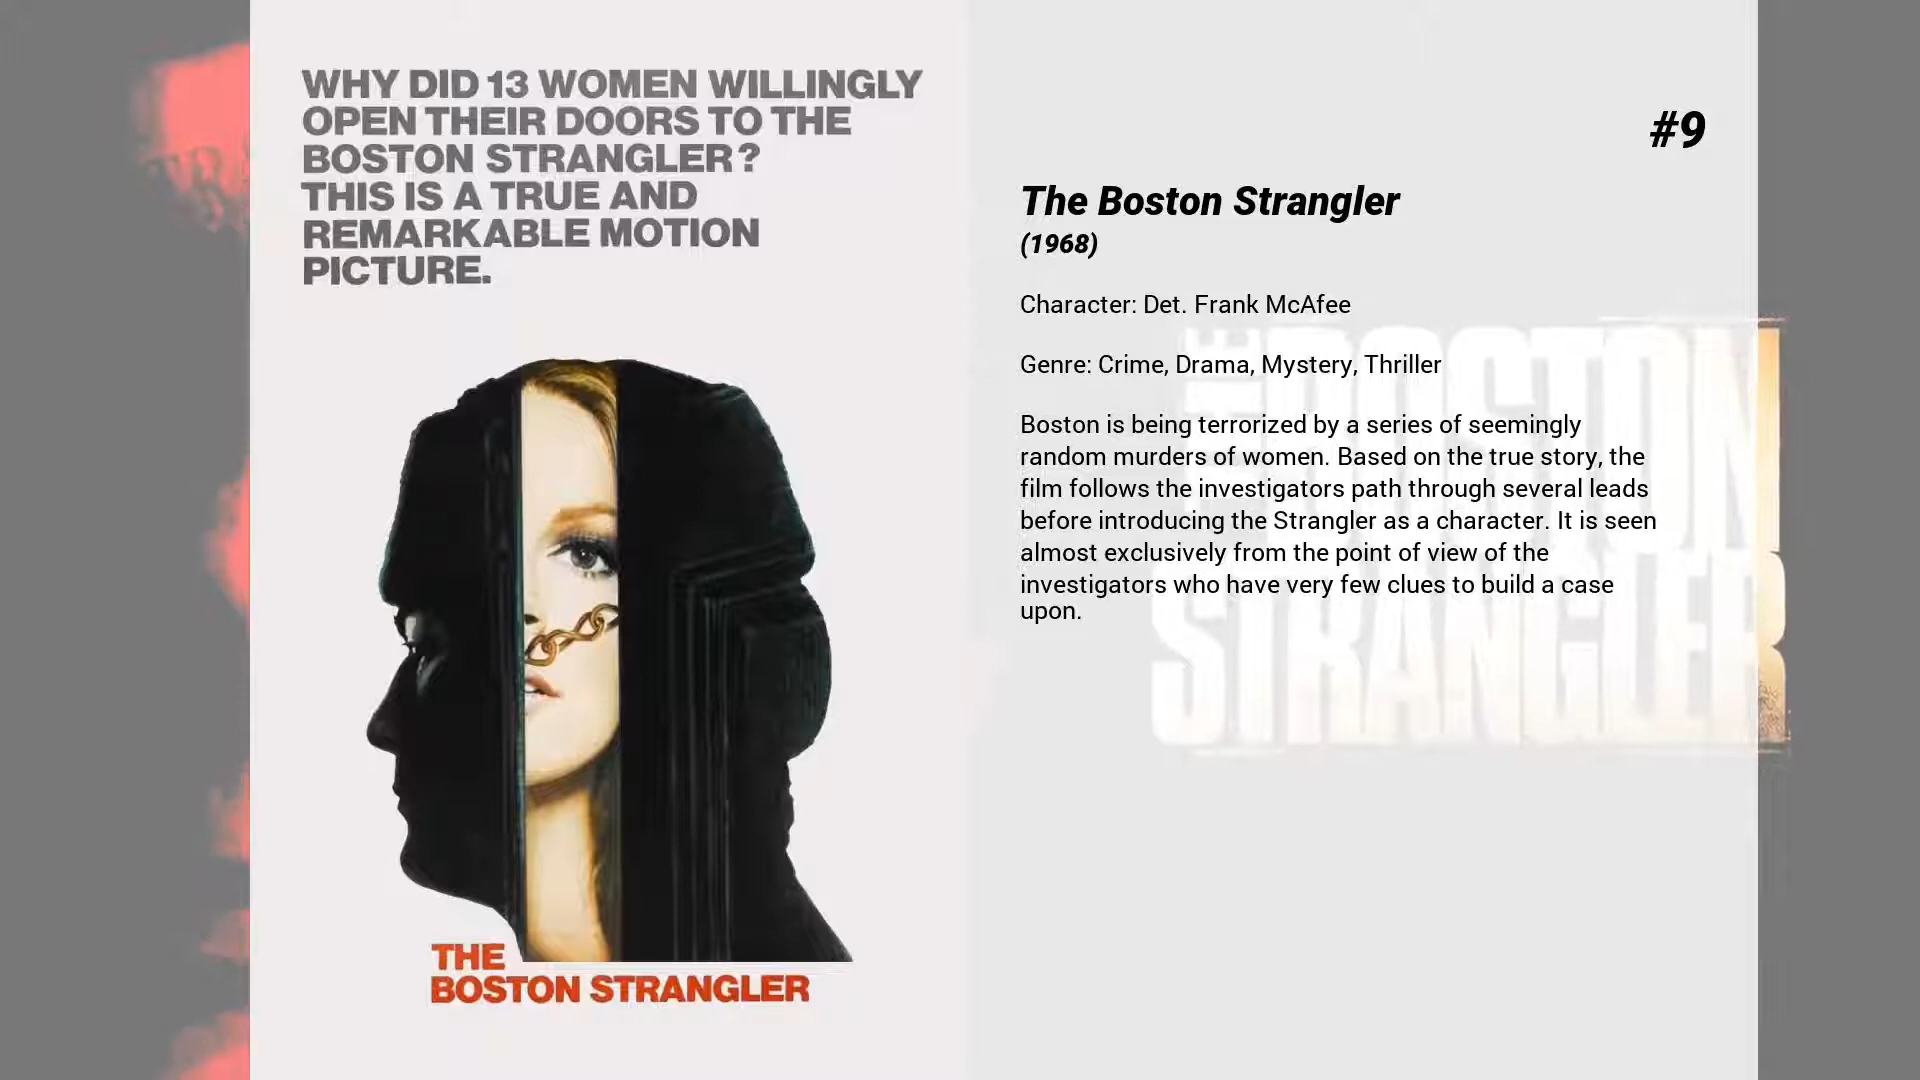 WHY DID 13 WOMEN WILLINGLY
OPEN THEIR DOORS TO THE
BOSTON STRANGLER?
THIS IS A TRUE AND
REMARKABLE MOTION
PICTURE.
THE
BOSTON STRANGLER
#9
The Boston Strangler
(1968)
Character: Det. Frank McAfee
Genre: Crime, Drama, Mystery, Thriller
Boston is being terrorized by a series of seemingly
random murders of women. Based on the true story, the
film follows the investigators path through several leads
before introducing the Strangler as a character. It is seen
almost exclusively from the point of view of the
investigators who have very few clues to build a case
upon.
THE
BOSTON
STRANGLER